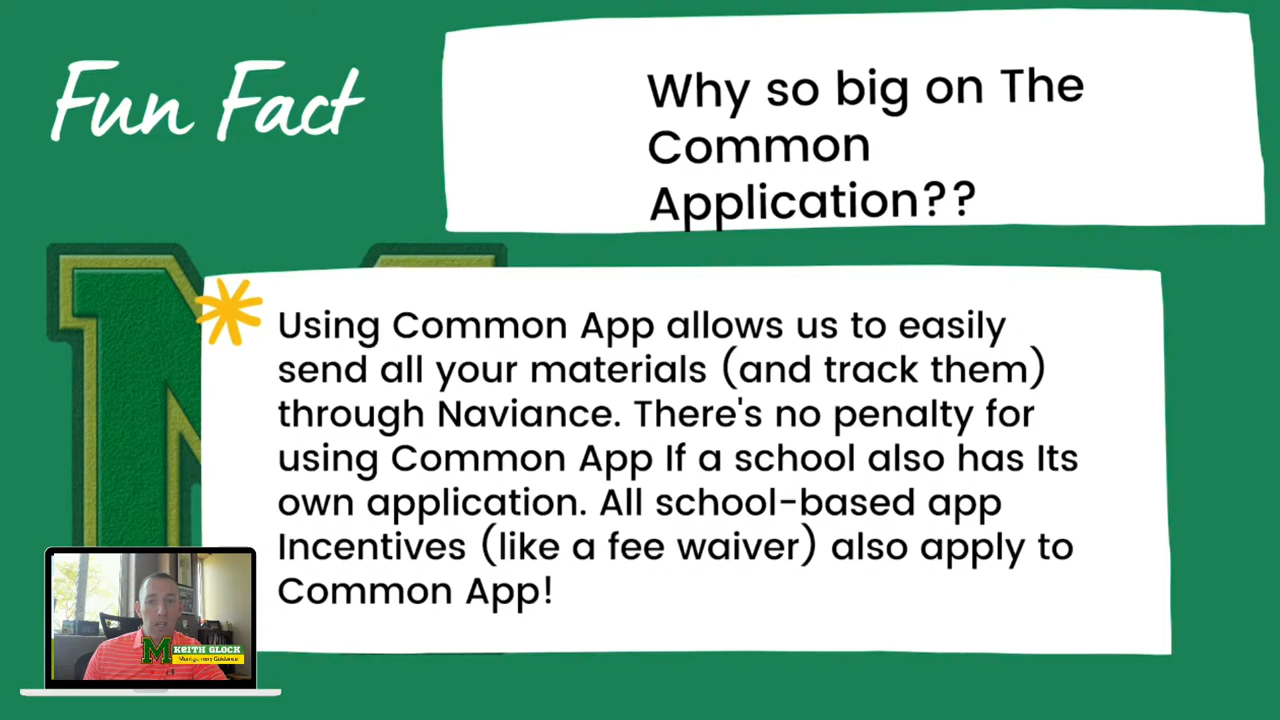 Fun Fact
Why so big on The
Common
Application??
Using Common App allows us to easily
send all your materials (and track them)
through Naviance. There's no penalty for
using Common App If a school also has Its
own application. All school-based app
Incentives (like a fee waiver) also apply to
Common App!
M
KEITH GLOCK
Montgomery Guidance